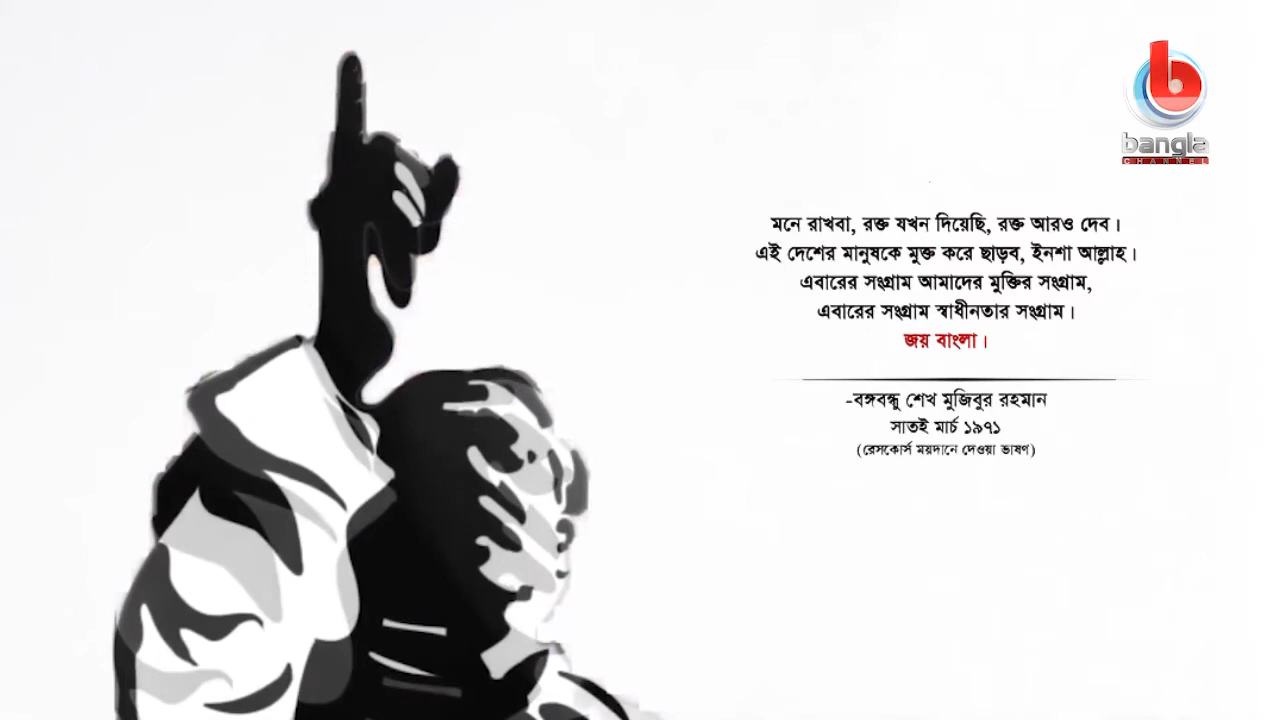 bangla
CHANNEL
মনে রাখবা, রক্ত যখন দিয়েছি, রক্ত আরও দেব।
এই দেশের মানুষকে মুক্ত করে ছাড়ব, ইনশা আল্লাহ।
এবারের সংগ্রাম আমাদের মুক্তির সংগ্রাম,
এবারের সংগ্রাম স্বাধীনতার সংগ্রাম।
জয় বাংলা।
-বঙ্গবন্ধু শেখ মুজিবুর রহমান
সাতই মার্চ ১৯৭১
(রেসকোর্স ময়দানে দেওয়া ভাষণ)